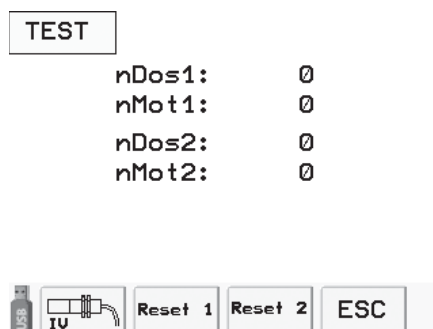 TEST
nDos1: 0
nMot1: 0
nDos2: 0
nMot2: 0
USB
IV
Reset 1
Reset 2
ESC